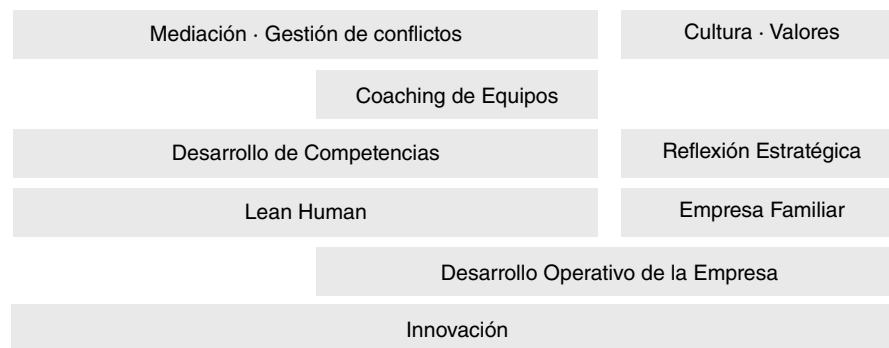 Mediación · Gestión de conflictos
Cultura · Valores
Coaching de Equipos
Desarrollo de Competencias
Reflexión Estratégica
Lean Human
Empresa Familiar
Desarrollo Operativo de la Empresa
Innovación